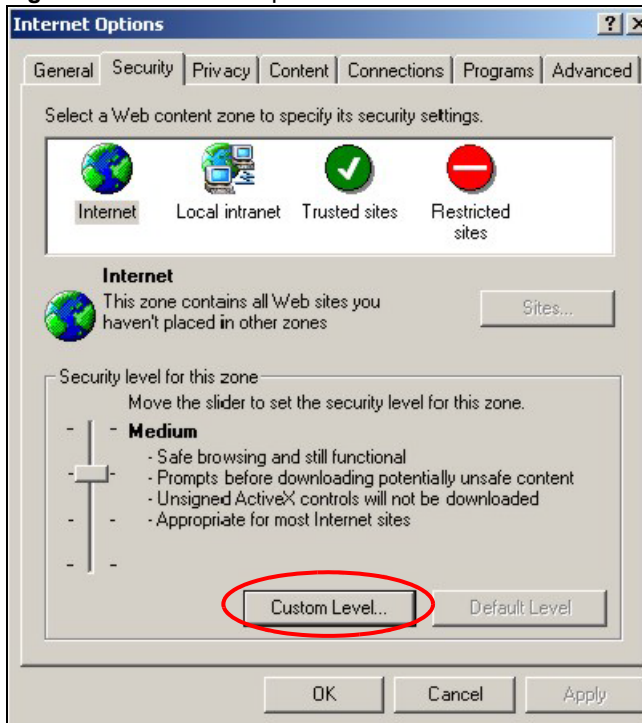 Internet Options
General Security Privacy Content Connections Programs Advanced
Select a Web content zone to specify its security settings.
Internet Local intranet Trusted sites Restricted sites
Internet
This zone contains all Web sites you
haven't placed in other zones
Sites...
Security level for this zone
Move the slider to set the security level for this zone.
Medium
- Safe browsing and still functional
- Prompts before downloading potentially unsafe content
- Unsigned ActiveX controls will not be downloaded
- Appropriate for most Internet sites
Custom Level... Default Level
OK Cancel Apply